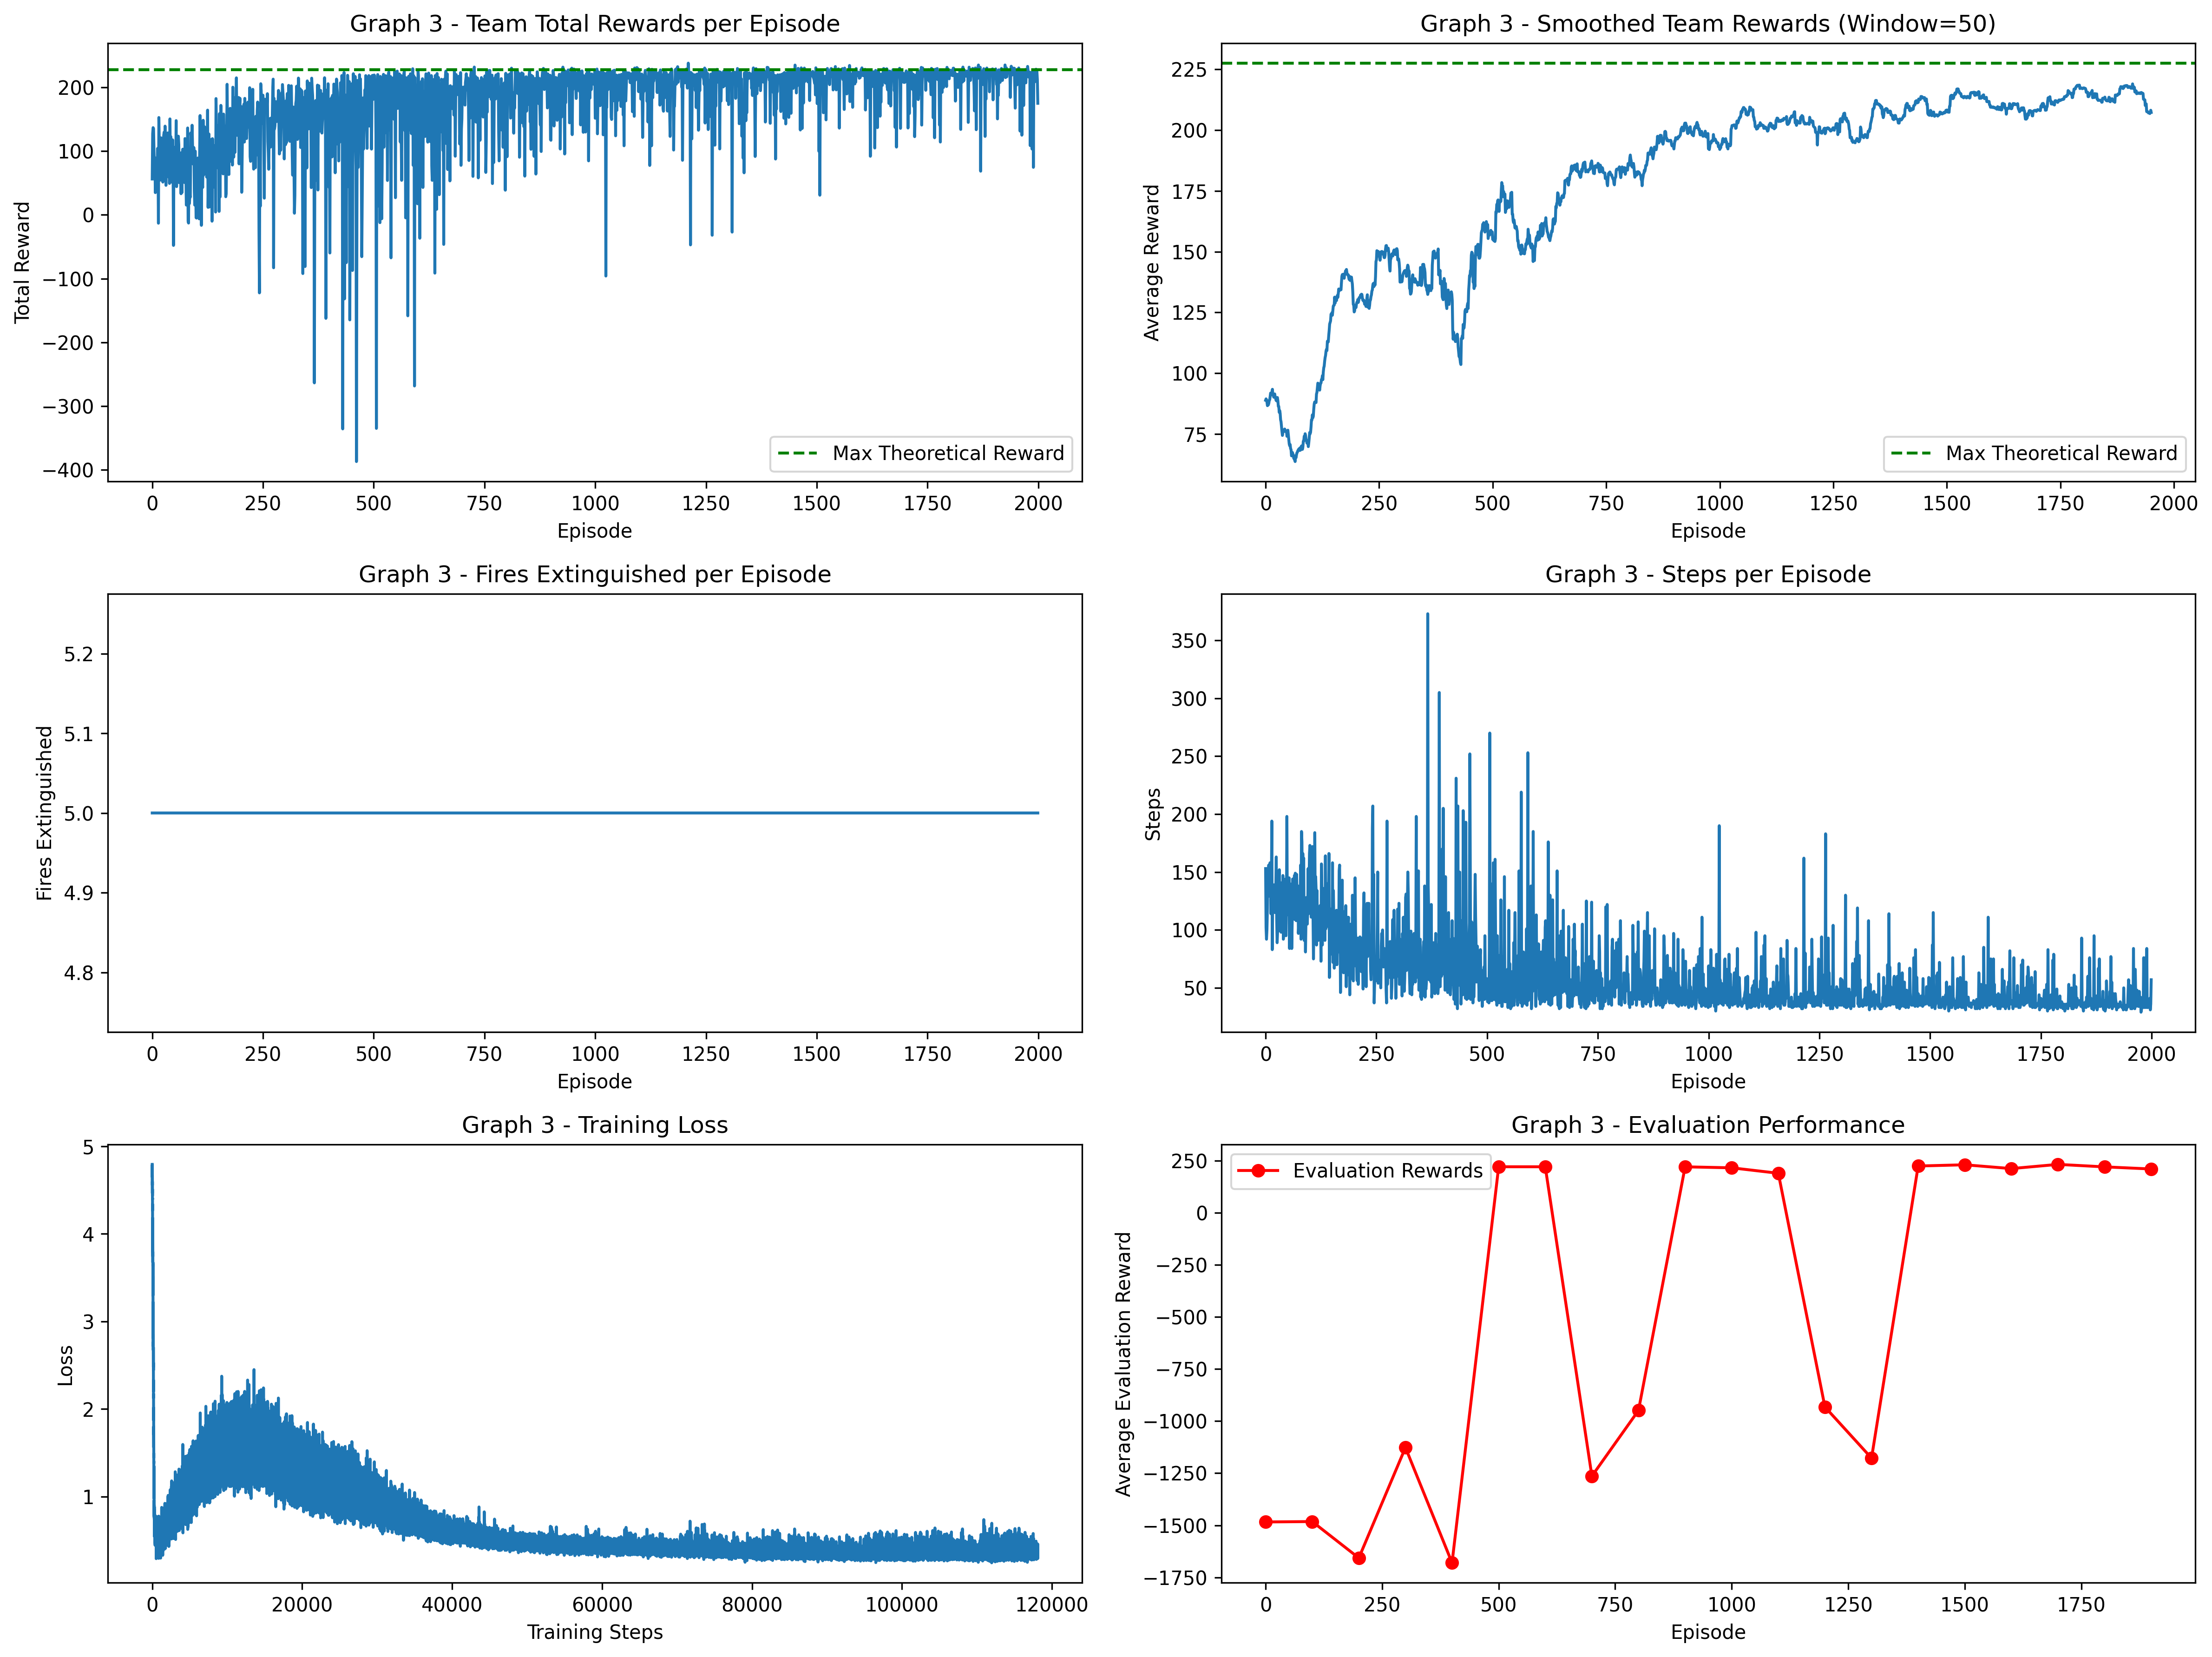 Graph 3 - Team Total Rewards per Episode
200
100
0
−100
−200
−300
−400
Total Reward
Max Theoretical Reward
0 250 500 750 1000 1250 1500 1750 2000
Episode
Graph 3 - Smoothed Team Rewards (Window=50)
225
200
175
150
125
100
75
Average Reward
Max Theoretical Reward
0 250 500 750 1000 1250 1500 1750 2000
Episode
Graph 3 - Fires Extinguished per Episode
5.2
5.1
5.0
4.9
4.8
Fires Extinguished
0 250 500 750 1000 1250 1500 1750 2000
Episode
Graph 3 - Steps per Episode
350
300
250
200
150
100
50
Steps
0 250 500 750 1000 1250 1500 1750 2000
Episode
Graph 3 - Training Loss
5
4
3
2
1
Loss
0 20000 40000 60000 80000 100000 120000
Training Steps
Graph 3 - Evaluation Performance
Evaluation Rewards
250
0
−250
−500
−750
−1000
−1250
−1500
−1750
Average Evaluation Reward
0 250 500 750 1000 1250 1500 1750
Episode